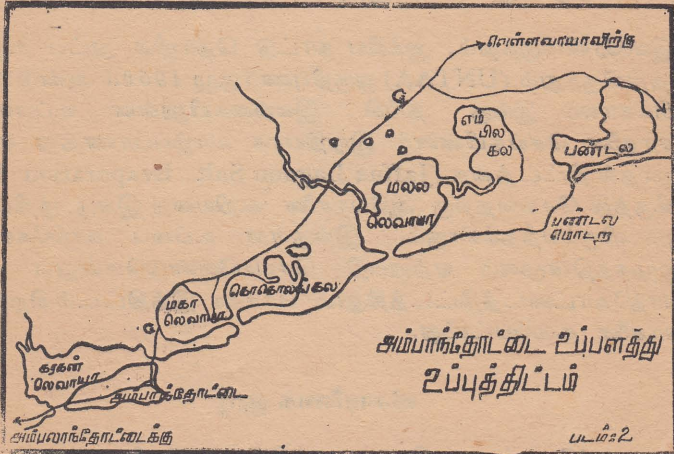 வெள்ளவாயாவிற்கு
எம்
பில
கல
பண்டல
மலல
லெவாயா
பண்டல
மொடற
கொகொலங்கல
மகா
லெவாயா
அம்பாந்தோட்டை உப்பளத்து
உப்புத்திட்டம்
கரகன்
லெவாயா
அம்பாந்தோட்டை
அம்பலாந்தோட்டைக்கு
படம்:2